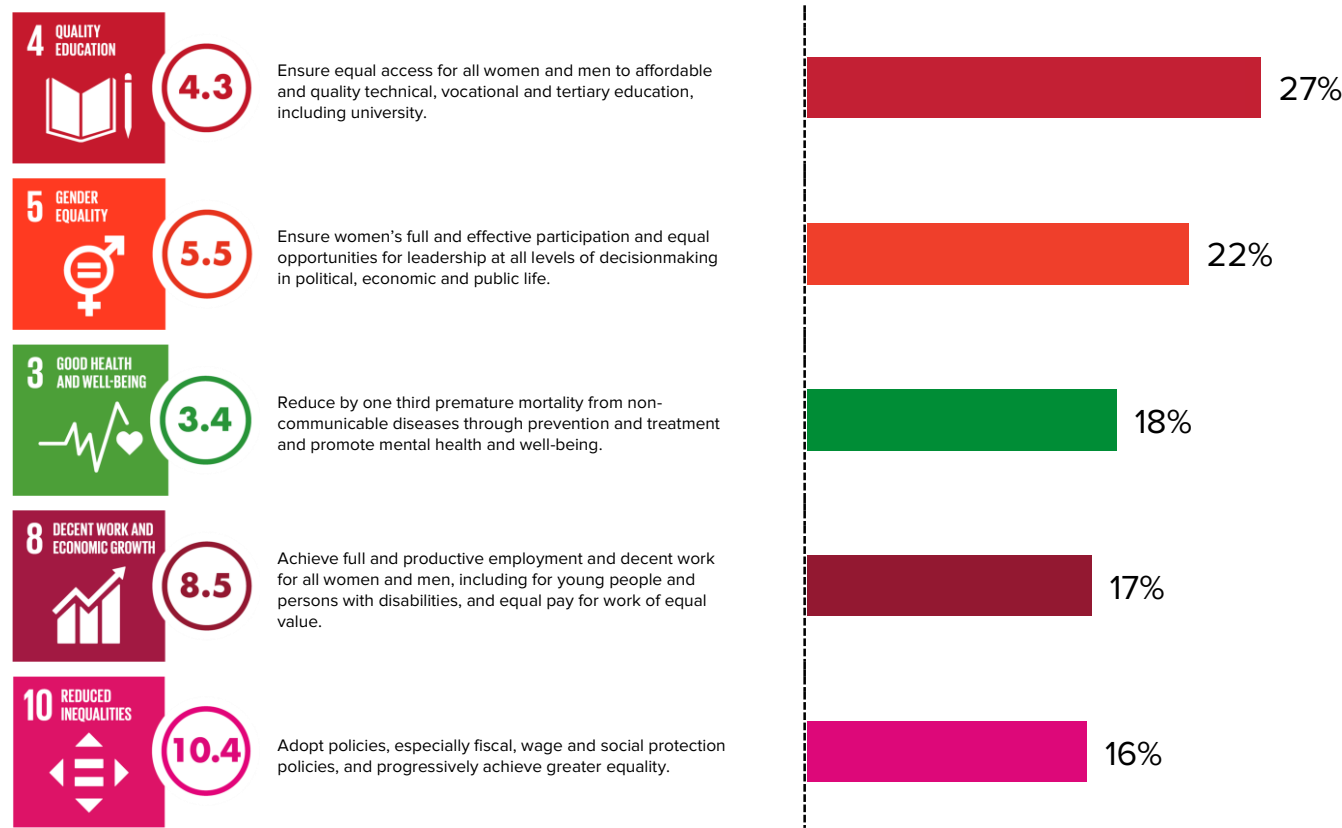 4 QUALITY
EDUCATION
4.3
Ensure equal access for all women and men to affordable
and quality technical, vocational and tertiary education,
including university.
27%
5 GENDER
EQUALITY
5.5
Ensure women’s full and effective participation and equal
opportunities for leadership at all levels of decisionmaking
in political, economic and public life.
22%
3 GOOD HEALTH
AND WELL-BEING
3.4
Reduce by one third premature mortality from non-
communicable diseases through prevention and treatment
and promote mental health and well-being.
18%
8 DECENT WORK AND
ECONOMIC GROWTH
8.5
Achieve full and productive employment and decent work
for all women and men, including for young people and
persons with disabilities, and equal pay for work of equal
value.
17%
10 REDUCED
INEQUALITIES
10.4
Adopt policies, especially fiscal, wage and social protection
policies, and progressively achieve greater equality.
16%